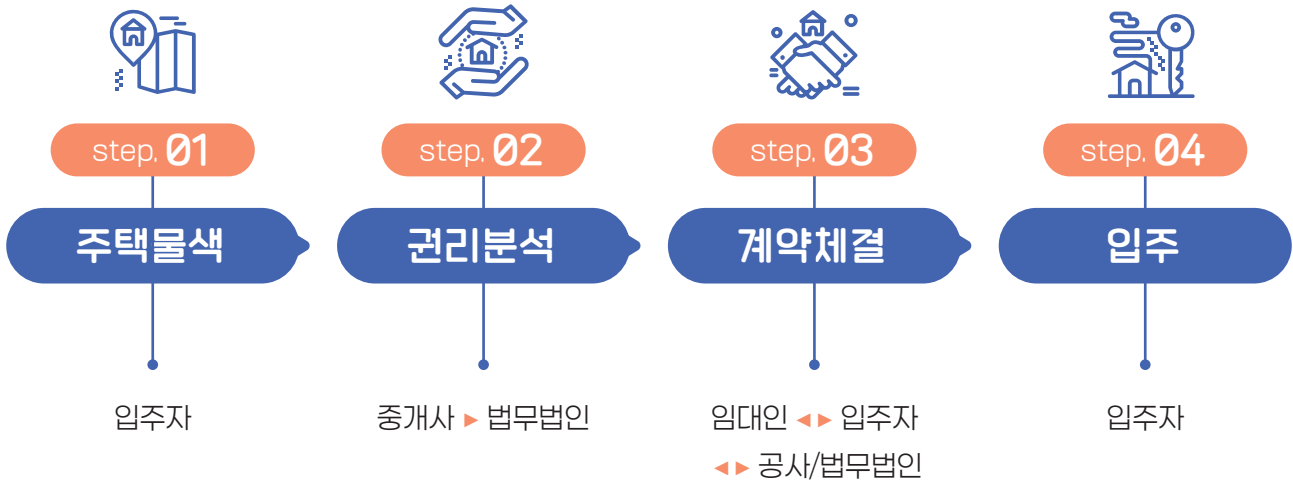 step. 01
주택물색
입주자
step. 02
권리분석
중개사 ▶ 법무법인
step. 03
계약체결
임대인 ◀ ▶ 입주자
◀ ▶ 공사/법무법인
step. 04
입주
입주자